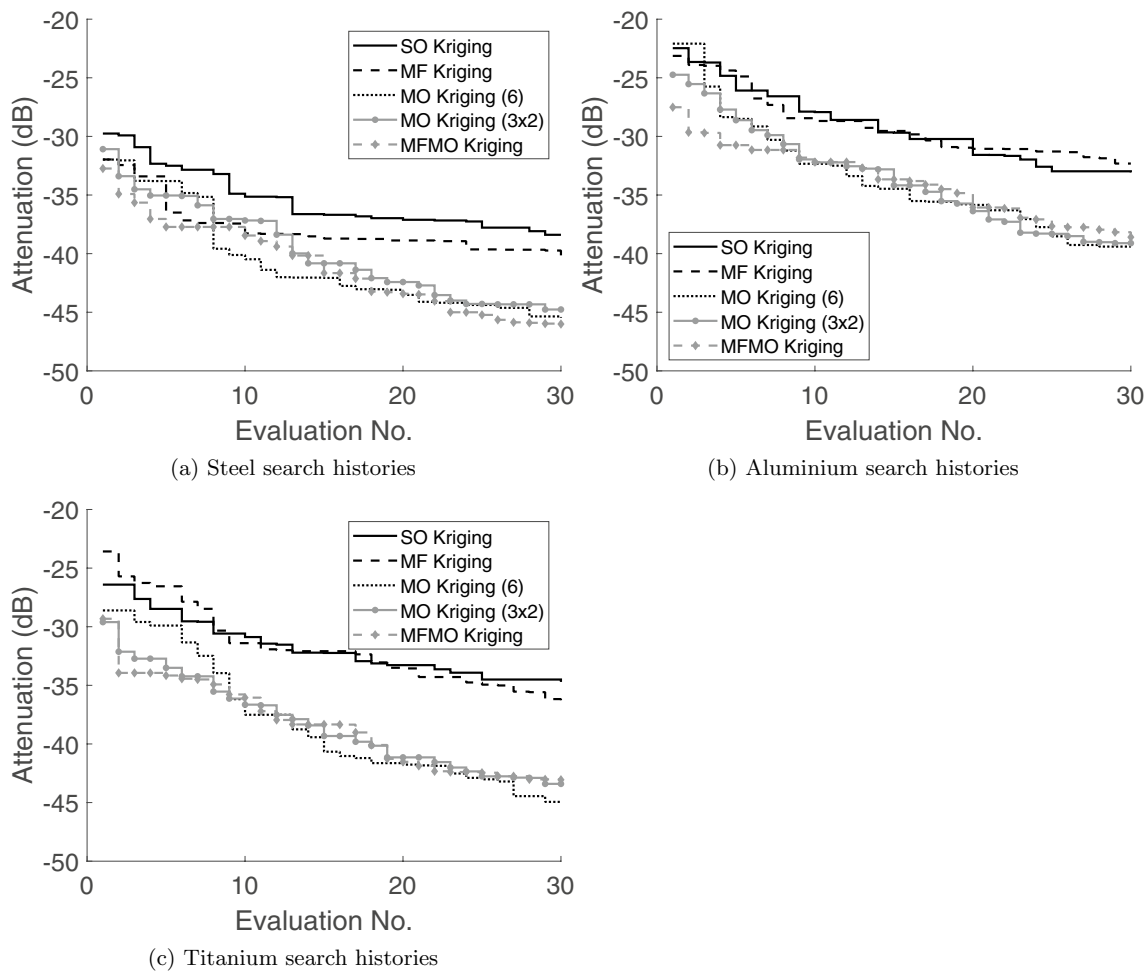 -20
-25
-30
-35
-40
-45
-50
Attenuation (dB)
SO Kriging
MF Kriging
MO Kriging (6)
MO Kriging (3x2)
MFMO Kriging
0 10 20 30
Evaluation No.
(a) Steel search histories
-20
-25
-30
-35
-40
-45
-50
Attenuation (dB)
SO Kriging
MF Kriging
MO Kriging (6)
MO Kriging (3x2)
MFMO Kriging
0 10 20 30
Evaluation No.
(b) Aluminium search histories
-20
-25
-30
-35
-40
-45
-50
Attenuation (dB)
SO Kriging
MF Kriging
MO Kriging (6)
MO Kriging (3x2)
MFMO Kriging
0 10 20 30
Evaluation No.
(c) Titanium search histories